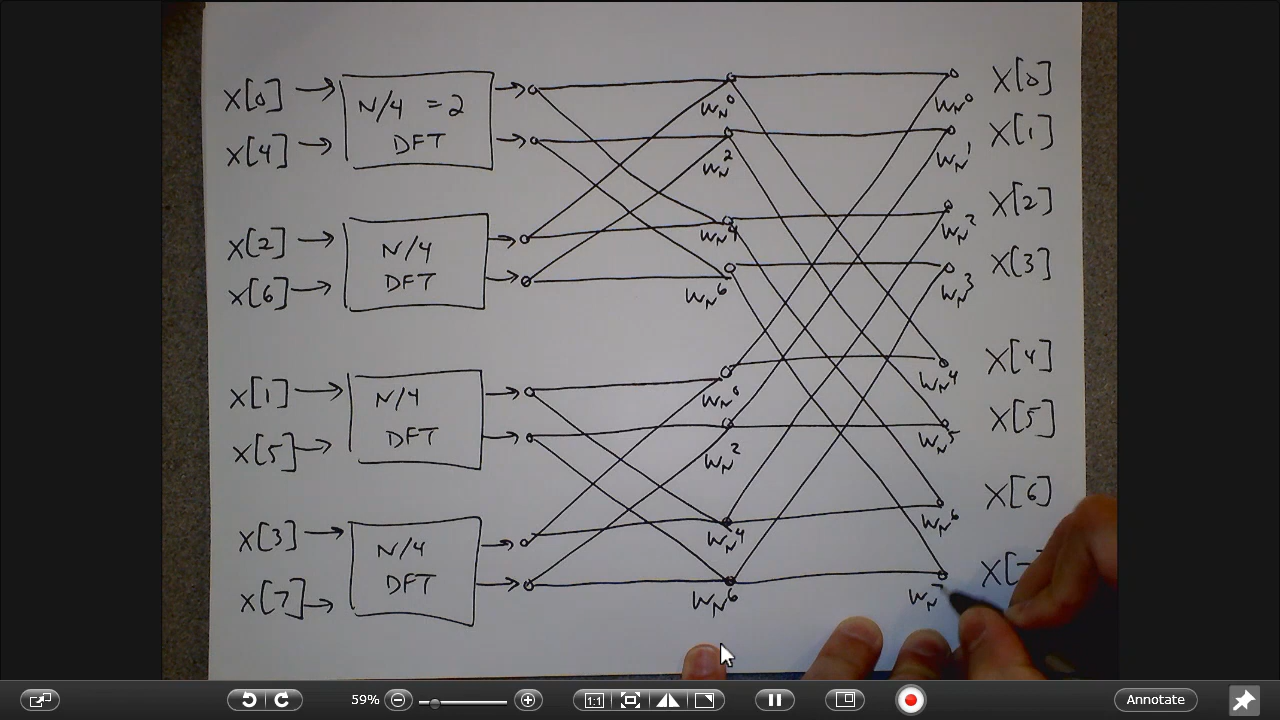 x[0] N/4 = 2 DFT W_N^0 W_N^0 X[0]
x[4] W_N^2 W_N^1 X[1]
x[2] N/4 DFT W_N^4 W_N^2 X[2]
x[6] W_N^6 W_N^3 X[3]
x[1] N/4 DFT W_N^0 W_N^4 X[4]
x[5] W_N^2 W_N^5 X[5]
x[3] N/4 DFT W_N^4 W_N^6 X[6]
x[7] W_N^6 W_N^7
59% 1:1 Annotate